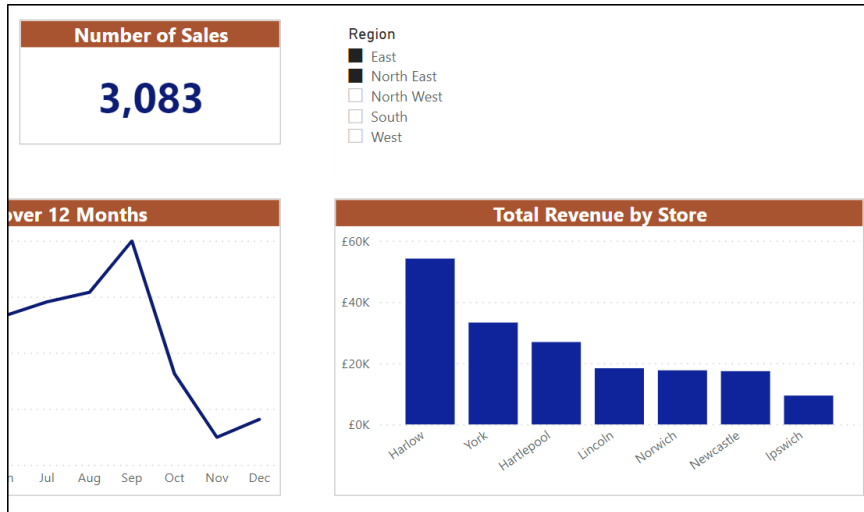 Number of Sales
3,083
Region
East
North East
North West
South
West
over 12 Months
Jul Aug Sep Oct Nov Dec
Total Revenue by Store
£60K
£40K
£20K
£0K
Harlow York Hartlepool Lincoln Norwich Newcastle Ipswich